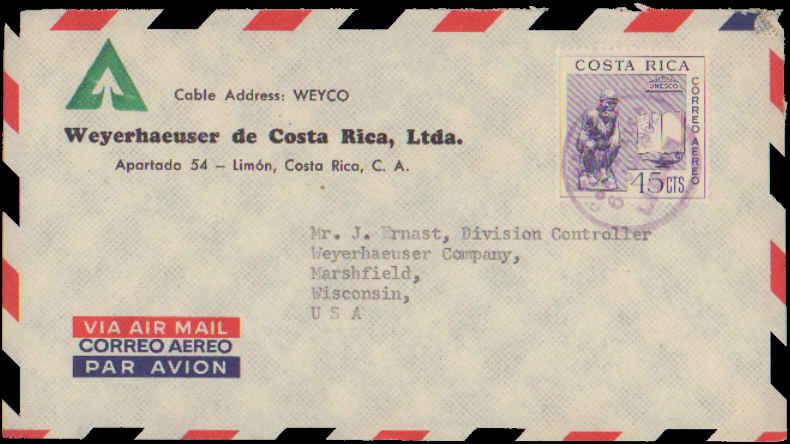 Cable Address: WEYCO
Weyerhaeuser de Costa Rica, Ltda.
Apartado 54 – Limón, Costa Rica, C. A.
COSTA RICA
UNESCO
CORREO AEREO
45 CTS
Mr. J. Ernast, Division Controller
Weyerhaeuser Company,
Marshfield,
Wisconsin,
U S A
VIA AIR MAIL
CORREO AEREO
PAR AVION